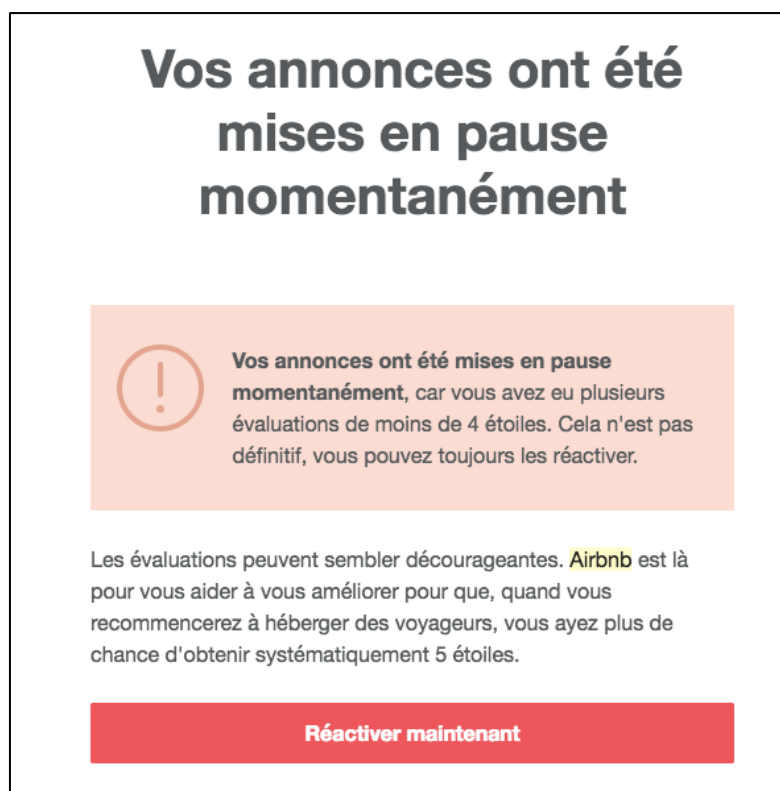 Vos annonces ont été
mises en pause
momentanément
Vos annonces ont été mises en pause
momentanément, car vous avez eu plusieurs
évaluations de moins de 4 étoiles. Cela n'est pas
définitif, vous pouvez toujours les réactiver.
Les évaluations peuvent sembler décourageantes. Airbnb est là
pour vous aider à vous améliorer pour que, quand vous
recommencerez à héberger des voyageurs, vous ayez plus de
chance d'obtenir systématiquement 5 étoiles.
Réactiver maintenant